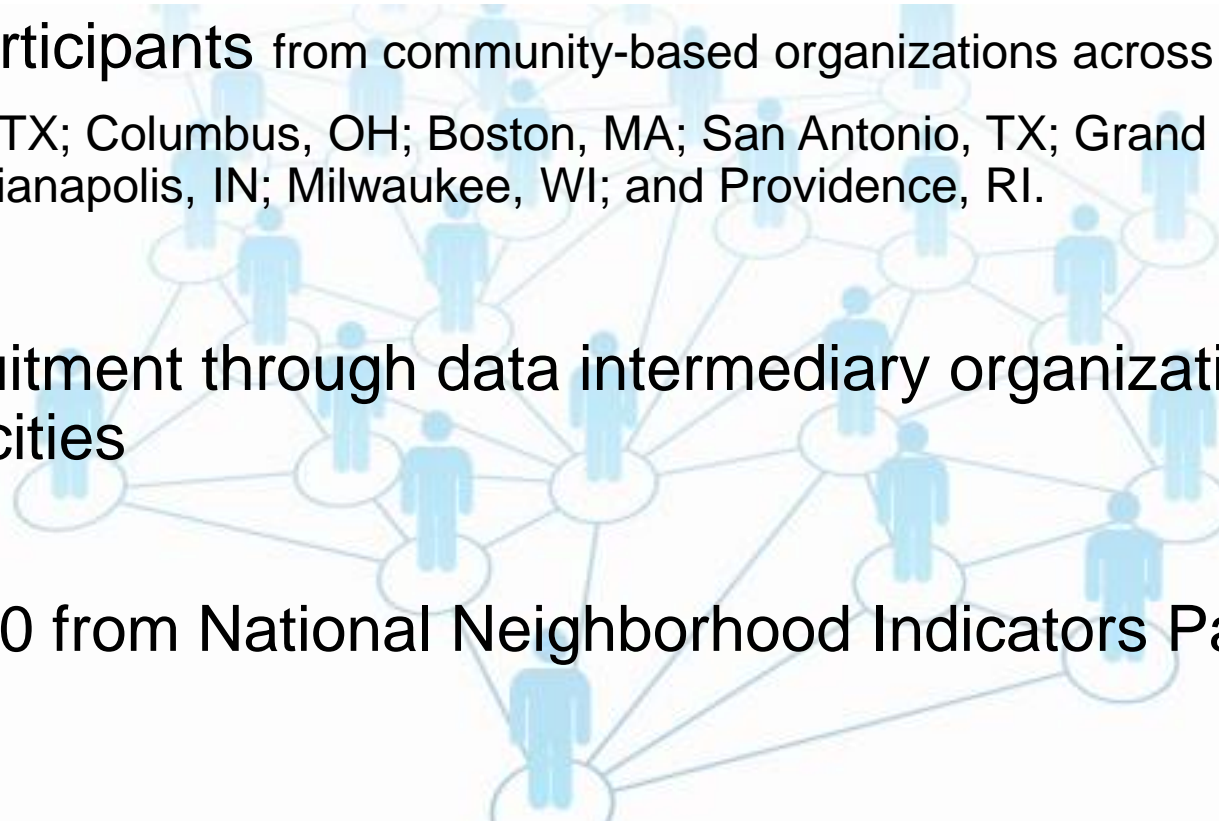 rticipants from community-based organizations across
TX; Columbus, OH; Boston, MA; San Antonio, TX; Grand
ianapolis, IN; Milwaukee, WI; and Providence, RI.
uitment through data intermediary organizati
cities
0 from National Neighborhood Indicators Pa